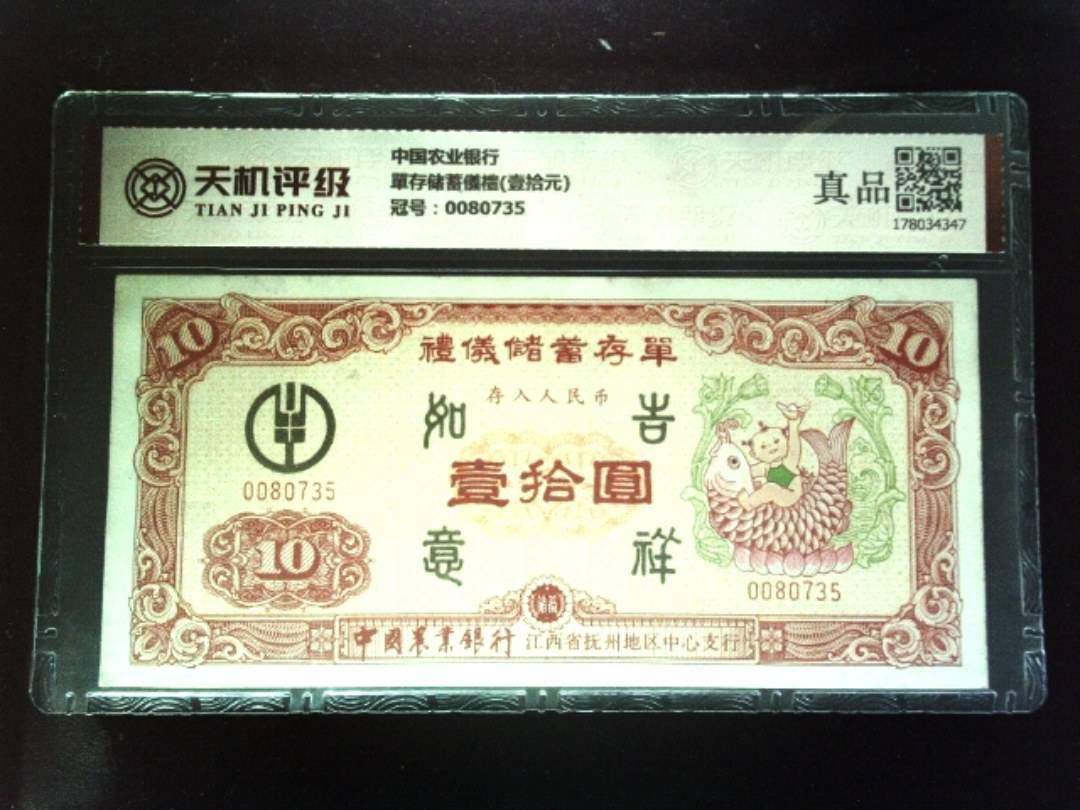 天机评级
TIAN JI PING JI
中国农业银行
單存储蓄儀禮(壹拾元)
冠号：0080735
真品
178034347
10
10
禮儀儲蓄存單
存入人民币
如
吉
壹拾圓
0080735
意
祥
10
0080735
中國農業銀行 江西省抚州地区中心支行